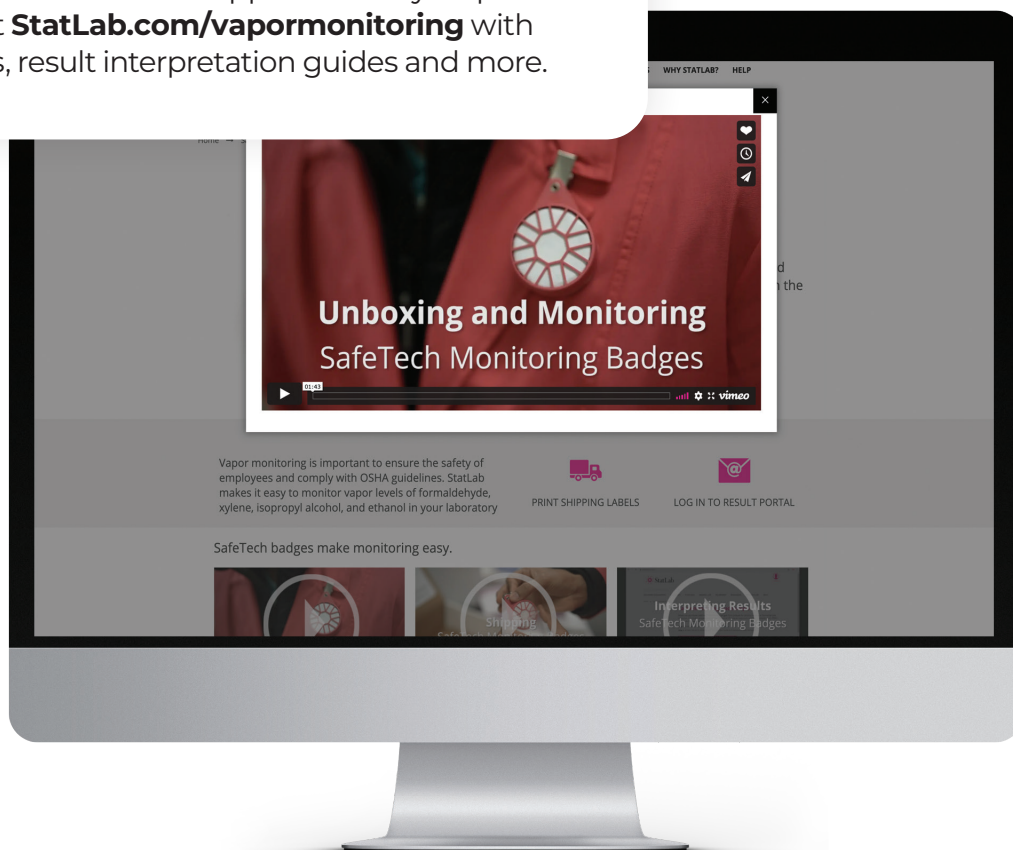 t StatLab.com/vapormonitoring with
s, result interpretation guides and more.
WHY STATLAB? HELP
Home
Unboxing and Monitoring
SafeTech Monitoring Badges
01:43
vimeo
Vapor monitoring is important to ensure the safety of
employees and comply with OSHA guidelines. StatLab
makes it easy to monitor vapor levels of formaldehyde,
xylene, isopropyl alcohol, and ethanol in your laboratory
PRINT SHIPPING LABELS
LOG IN TO RESULT PORTAL
d
the
SafeTech badges make monitoring easy.
Shipping
SafeTech Monitoring Badges
StatLab
Interpreting Results
SafeTech Monitoring Badges